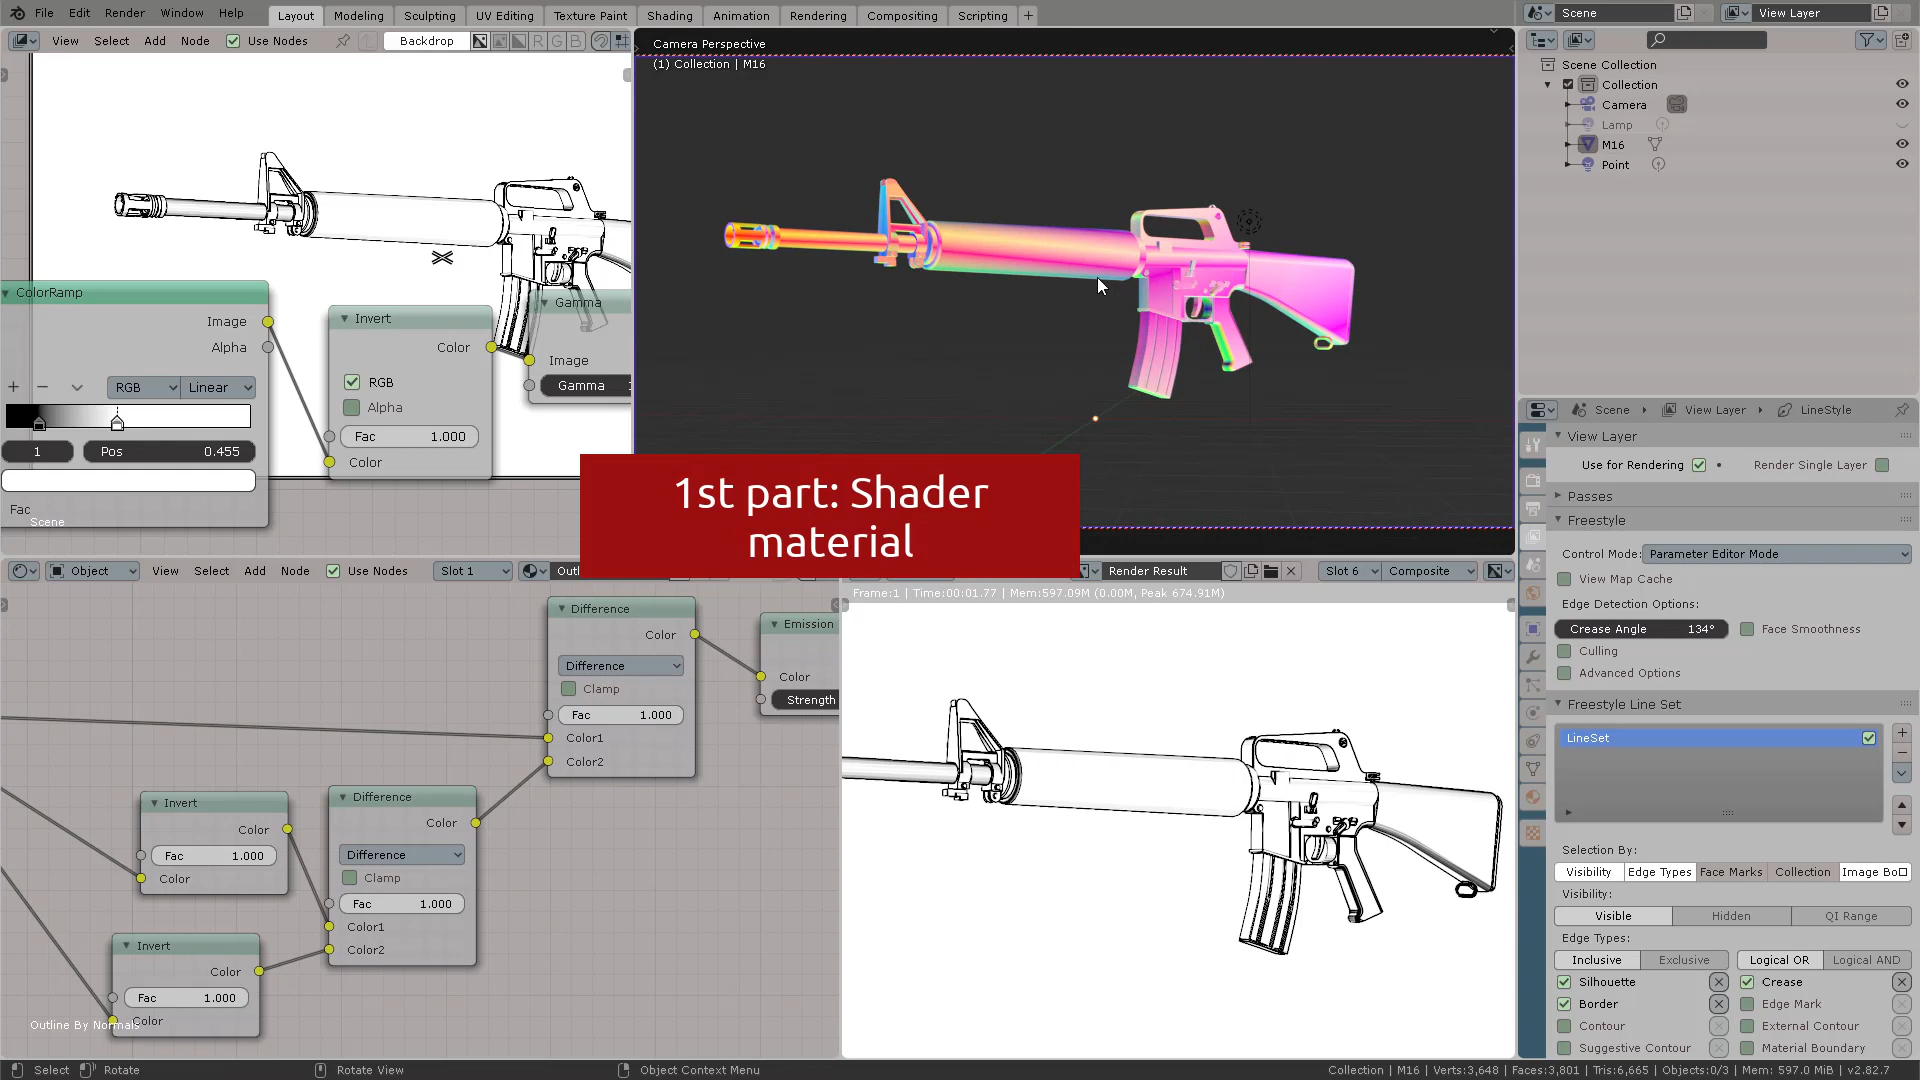 File Edit Render Window Help Layout Modeling Sculpting UV Editing Texture Paint Shading Animation Rendering Compositing Scripting + Scene View Layer
View Select Add Node Use Nodes Backdrop R G B
Camera Perspective
(1) Collection | M16
Scene Collection
Collection
Camera
Lamp
M16
Point
ColorRamp
Image
Alpha
RGB Linear
1 Pos 0.455
Fac
Scene
Invert
Color
RGB
Alpha
Fac 1.000
Color
Gamma
Image
Gamma 1
1st part: Shader
material
Scene View Layer LineStyle
View Layer
Use for Rendering Render Single Layer
Passes
Freestyle
Control Mode: Parameter Editor Mode
View Map Cache
Edge Detection Options:
Crease Angle 134° Face Smoothness
Culling
Advanced Options
Freestyle Line Set
LineSet
Selection By:
Visibility Edge Types Face Marks Collection Image Bo
Visibility:
Visible Hidden QI Range
Edge Types:
Inclusive Exclusive Logical OR Logical AND
Silhouette Crease
Border Edge Mark
Contour External Contour
Suggestive Contour Material Boundary
Object View Select Add Node Use Nodes Slot 1 Outl
Difference
Color
Difference
Clamp
Fac 1.000
Color1
Color2
Emission
Color
Strength
Invert
Color
Fac 1.000
Color
Difference
Color
Difference
Clamp
Fac 1.000
Color1
Color2
Invert
Color
Fac 1.000
Color
Outline By Normals
Render Result Slot 6 Composite
Frame:1 | Time:00:01.77 | Mem:597.09M (0.00M, Peak 674.91M)
Select Rotate Rotate View Object Context Menu Collection | M16 | Verts:3,648 | Faces:3,801 | Tris:6,665 | Objects:0/3 | Mem: 597.0 MiB | v2.82.7